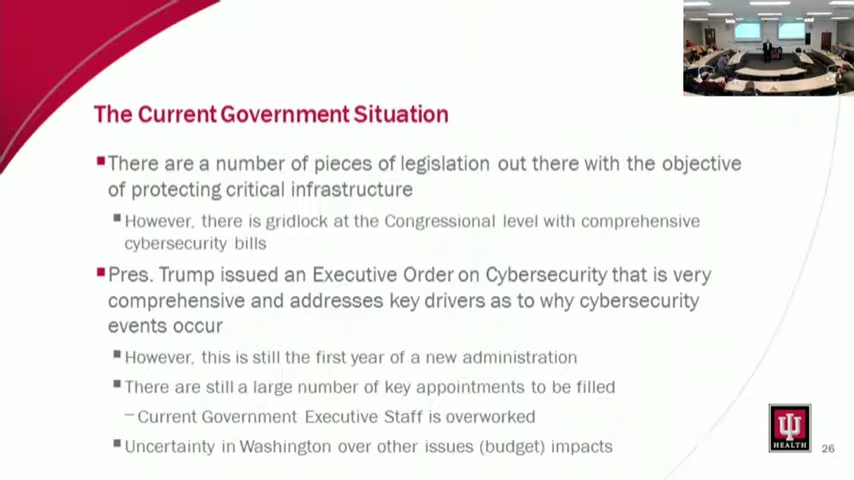 The Current Government Situation
There are a number of pieces of legislation out there with the objective
of protecting critical infrastructure
However, there is gridlock at the Congressional level with comprehensive
cybersecurity bills
Pres. Trump issued an Executive Order on Cybersecurity that is very
comprehensive and addresses key drivers as to why cybersecurity
events occur
However, this is still the first year of a new administration
There are still a large number of key appointments to be filled
– Current Government Executive Staff is overworked
Uncertainty in Washington over other issues (budget) impacts
IU
HEALTH
26